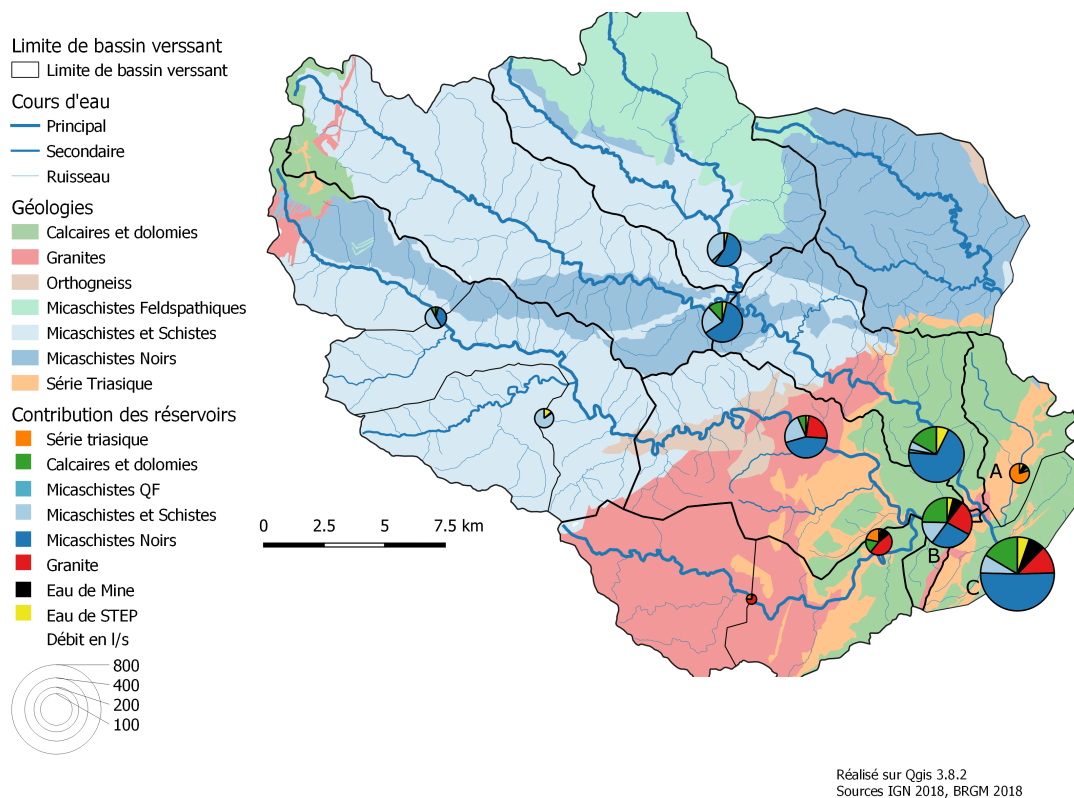 Limite de bassin verssant
Limite de bassin verssant
Cours d'eau
Principal
Secondaire
Ruisseau
Géologies
Calcaires et dolomies
Granites
Orthogneiss
Micaschistes Feldspathiques
Micaschistes et Schistes
Micaschistes Noirs
Série Triasique
Contribution des réservoirs
Série triasique
Calcaires et dolomies
Micaschistes QF
Micaschistes et Schistes
Micaschistes Noirs
Granite
Eau de Mine
Eau de STEP
Débit en l/s
800
400
200
100
0 2.5 5 7.5 km
A
B
C
Réalisé sur Qgis 3.8.2
Sources IGN 2018, BRGM 2018